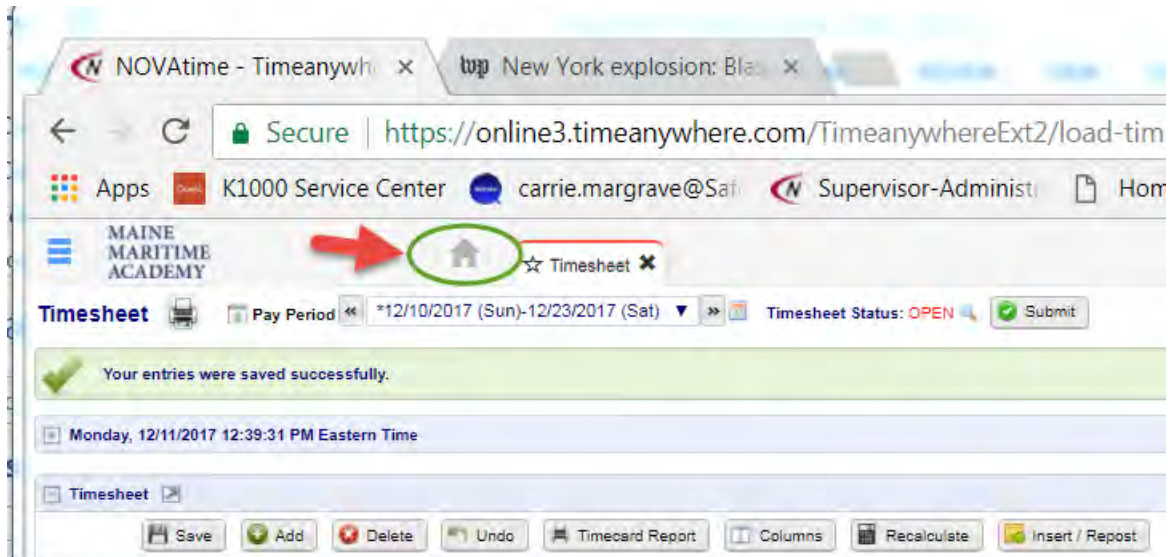 NOVAtime - Timeanywh
wp New York explosion: Blas
Secure | https://online3.timeanywhere.com/TimeanywhereExt2/load-tim
Apps K1000 Service Center carrie.margrave@Saf Supervisor-Administr Hom
MAINE
MARITIME
ACADEMY
Timesheet
Timesheet Pay Period *12/10/2017 (Sun)-12/23/2017 (Sat) Timesheet Status: OPEN Submit
Your entries were saved successfully.
Monday, 12/11/2017 12:39:31 PM Eastern Time
Timesheet
Save Add Delete Undo Timecard Report Columns Recalculate Insert / Repost